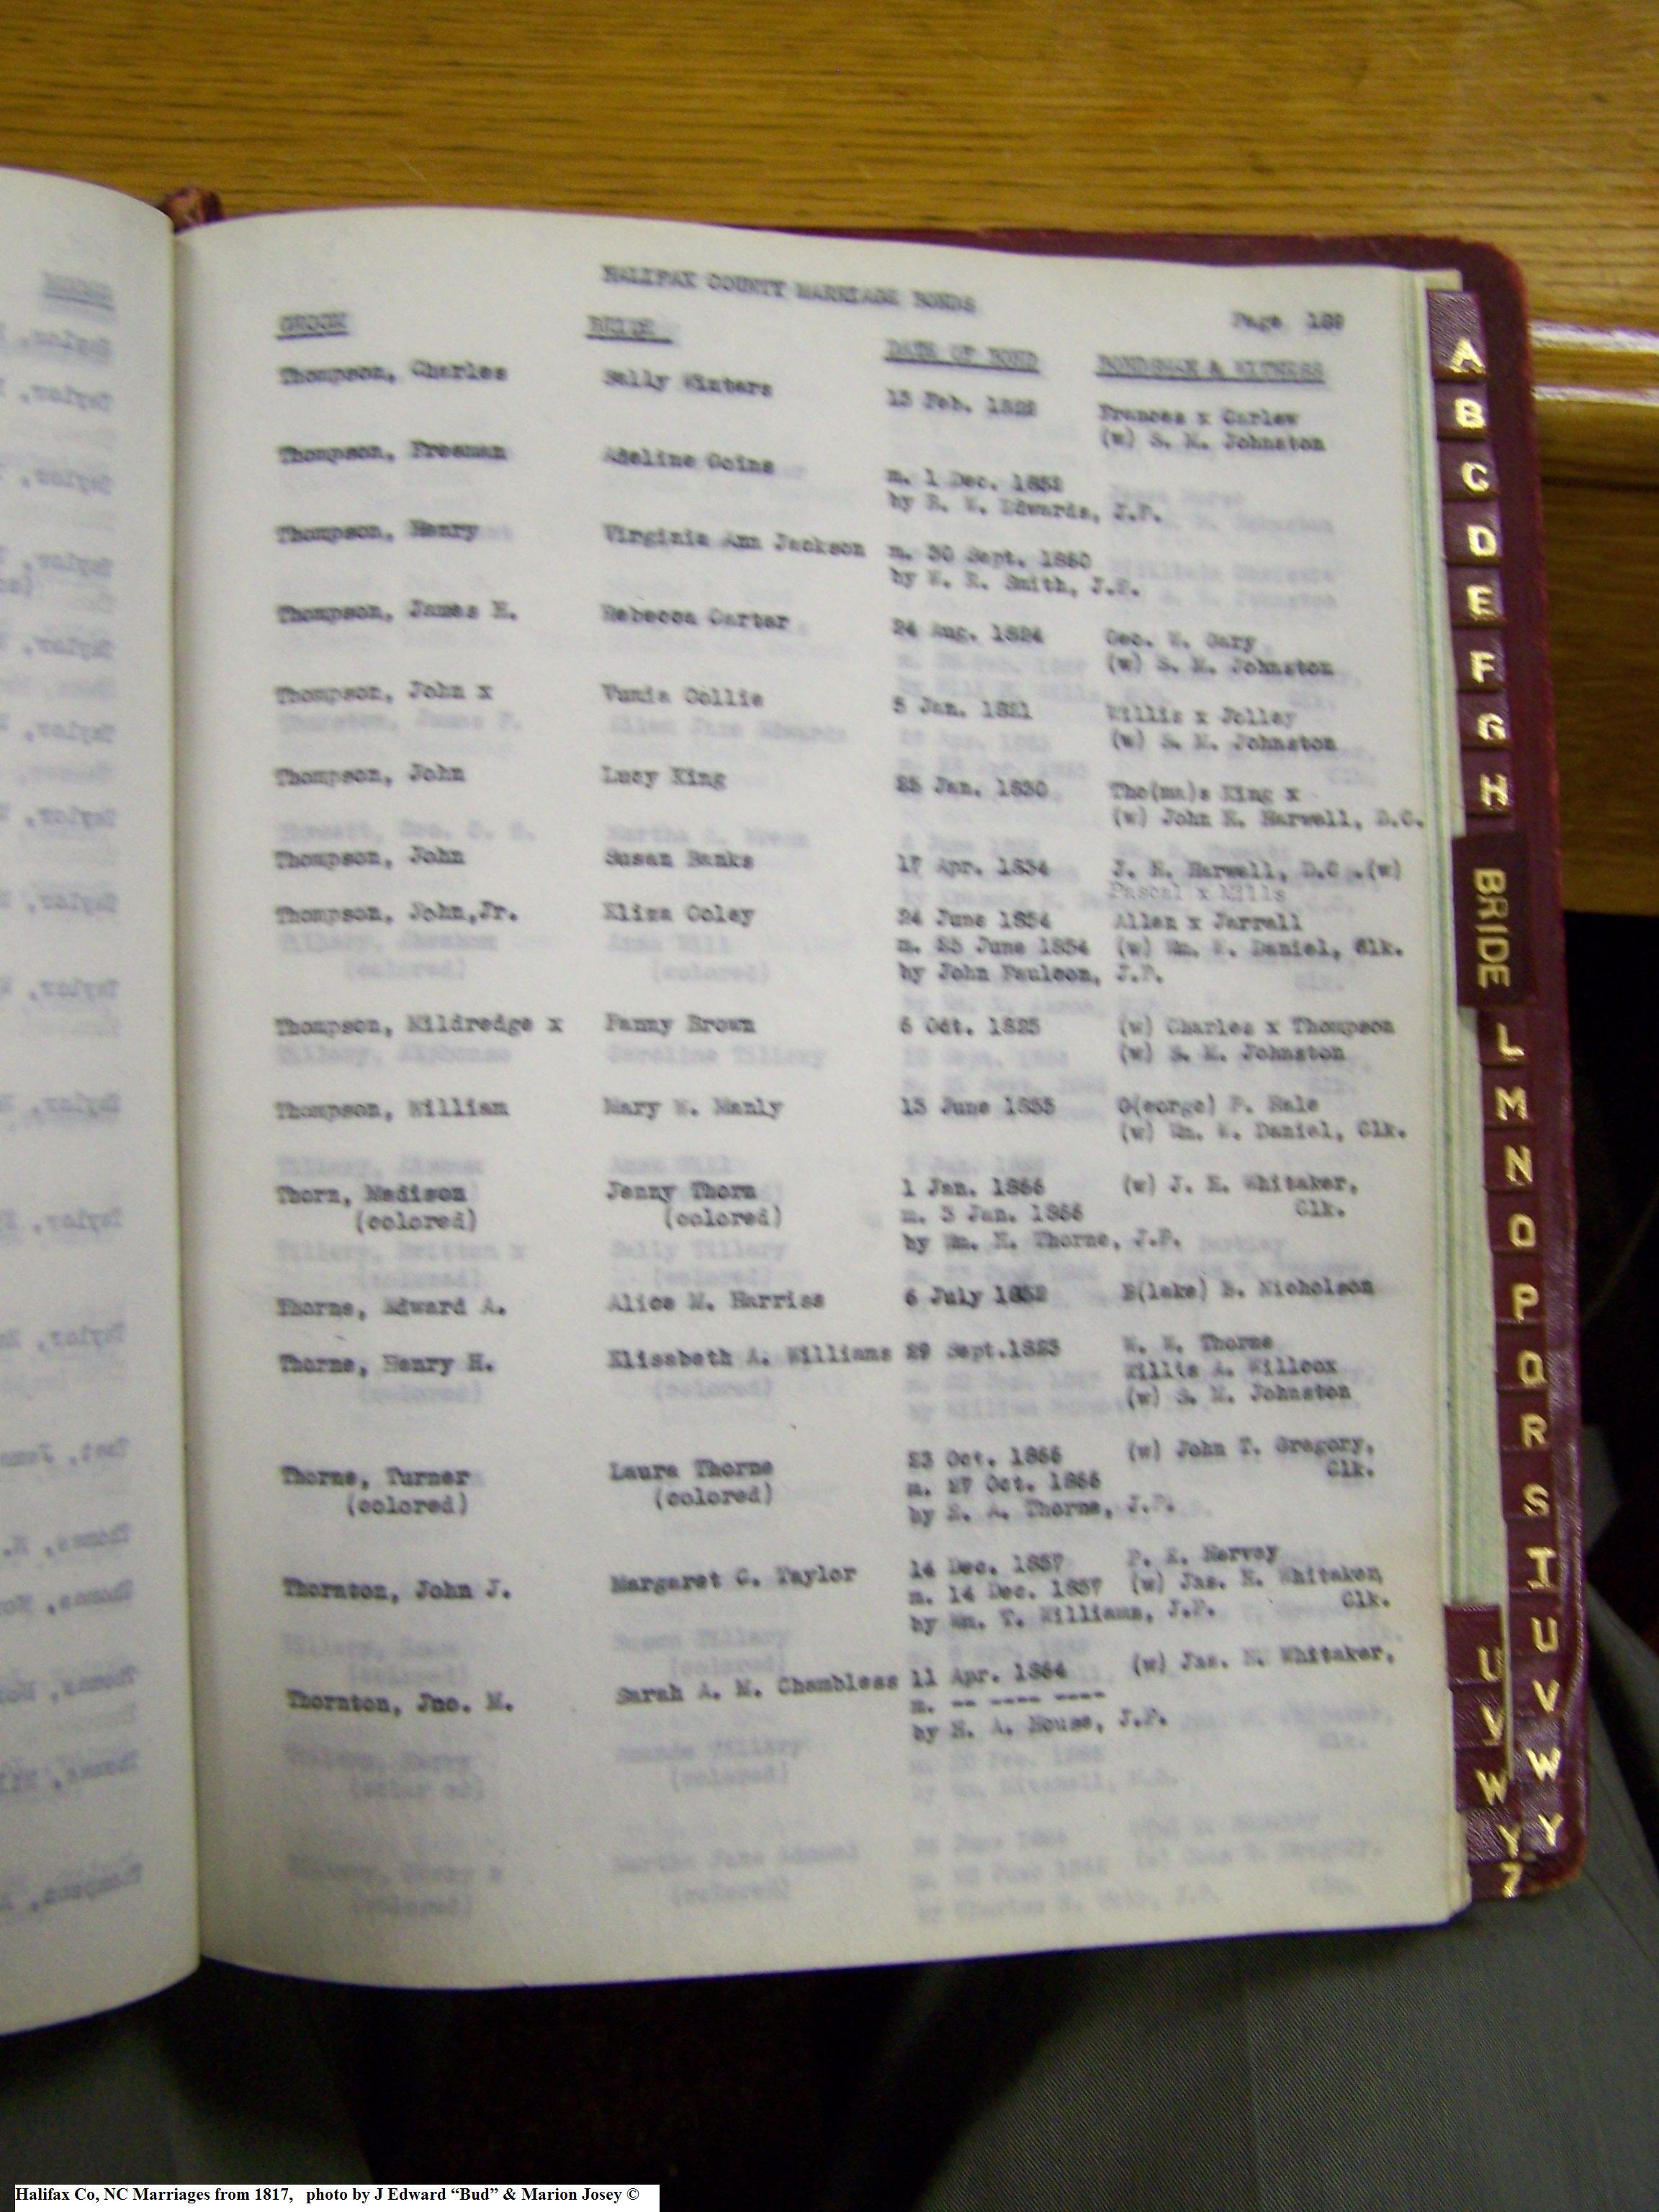 HALIFAX COUNTY MARRIAGE BONDS
Page 189
GROOM BRIDE DATE OF BOND BONDSMAN & WITNESS
Thompson, Charles Sally Winters 13 Feb. 1822 Frances x Curlew
(w) S. M. Johnston
Thompson, Freeman Adeline Goins m. 1 Dec. 1852
by R. W. Edwards, J.P.
Thompson, Henry Virginia Ann Jackson m. 30 Sept. 1860
by W. R. Smith, J.P.
Thompson, James H. Rebecca Carter 24 Aug. 1824 Geo. W. Gary
(w) S. M. Johnston
Thompson, John x Vunia Collie 5 Jan. 1821 Willis x Jolley
(w) S. M. Johnston
Thompson, John Lucy King 25 Jan. 1830 Tho(ma)s King x
(w) John H. Harwell, D.C.
Thompson, John Susan Banks 17 Apr. 1834 J. H. Harwell, D.C .(w)
Pascal x Mills
Thompson, John,Jr. Eliza Coley 24 June 1854 Allen x Jarrell
m. 25 June 1854 (w) Wm. W. Daniel, Clk.
by John Paulson, J.P.
Thompson, Mildredge x Fanny Brown 6 Oct. 1825 (w) Charles x Thompson
(w) S. M. Johnston
Thompson, William Mary W. Manly 13 June 1853 G(eorge) P. Hale
(w) Wm. W. Daniel, Clk.
Thorn, Madison Jenny Thorn 1 Jan. 1866 (w) J. H. Whitaker,
(colored) (colored) m. 3 Jan. 1866 Clk.
by Wm. H. Thorne, J.P.
Thorne, Edward A. Alice M. Harriss 6 July 1852 B(lake) B. Nicholson
Thorne, Henry H. Elisabeth A. Williams 29 Sept.1823 W. W. Thorne
Willis A. Willcox
(w) S. M. Johnston
Thorne, Turner Laura Thorne 23 Oct. 1866 (w) John T. Gregory,
(colored) (colored) m. 27 Oct. 1866 Clk.
by E. A. Thorne, J.P.
Thornton, John J. Margaret C. Taylor 14 Dec. 1857 P. K. Harvey
m. 14 Dec. 1857 (w) Jas. H. Whitaker,
by Wm. T. Williams, J.P. Clk.
Thornton, Jno. M. Sarah A. M. Chambless 11 Apr. 1864 (w) Jas. H. Whitaker,
m. -- ---- ----
by H. A. House, J.P.
A
B
C
D
E
F
G
H
BRIDE
L
M
N
O
P
Q
R
S
T
U
V
W
Y
U
V
W
Y
Z
Halifax Co, NC Marriages from 1817, photo by J Edward “Bud” & Marion Josey ©